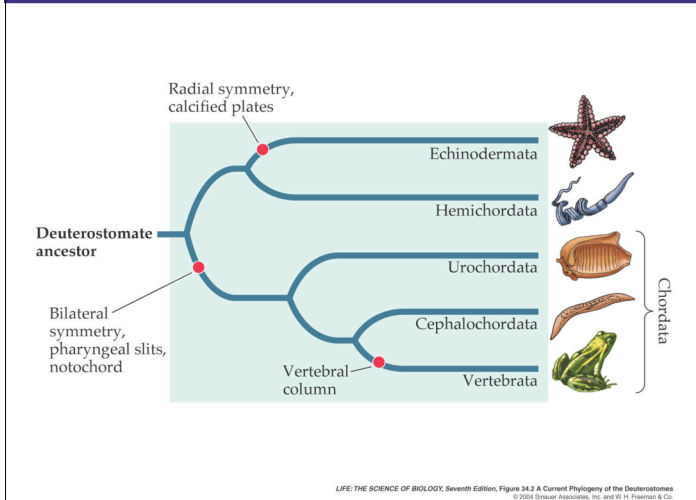 Radial symmetry,
calcified plates
Echinodermata
Hemichordata
Deuterostomate
ancestor
Urochordata
Bilateral
symmetry,
pharyngeal slits,
notochord
Cephalochordata
Vertebral
column
Vertebrata
Chordata
LIFE: THE SCIENCE OF BIOLOGY, Seventh Edition, Figure 34.2 A Current Phylogeny of the Deuterostomes
© 2004 Sinauer Associates, Inc. and W. H. Freeman & Co.